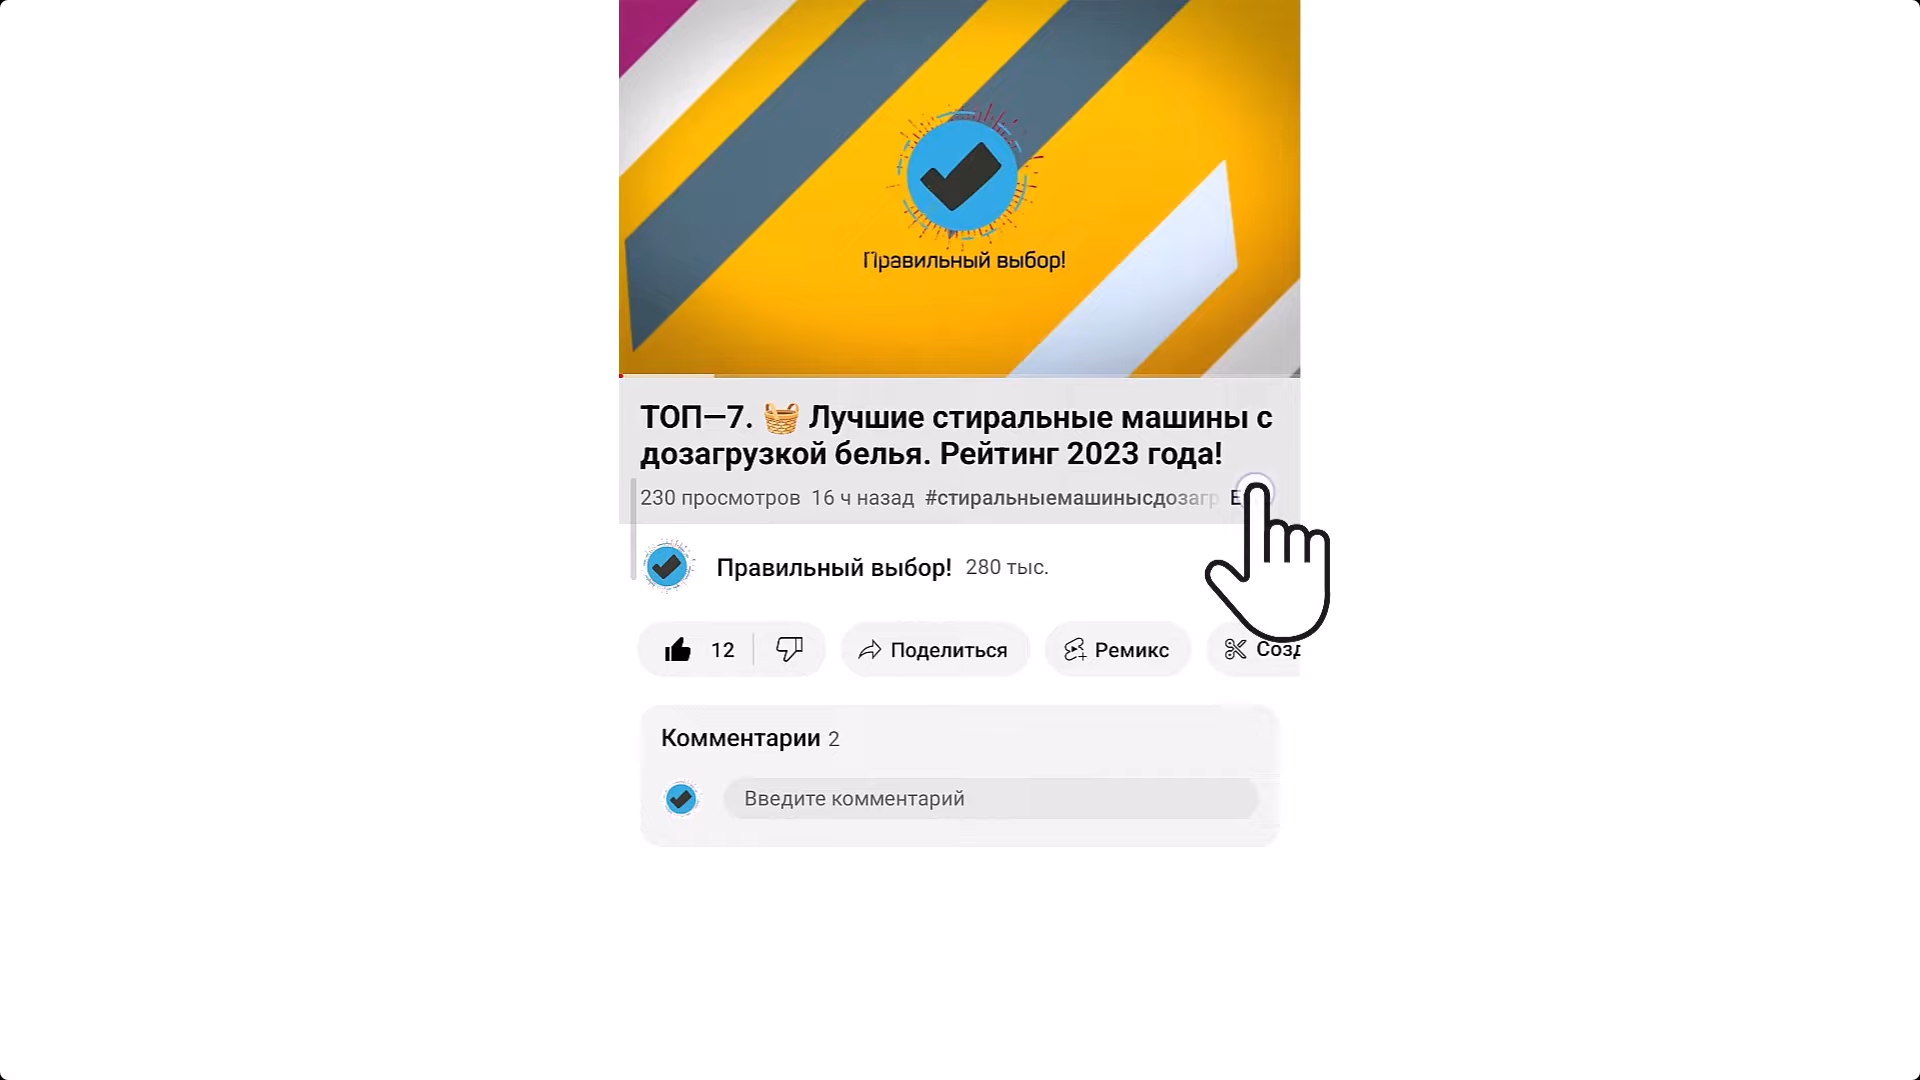 Правильный выбор!
ТОП—7. 🧺 Лучшие стиральные машины с
дозагрузкой белья. Рейтинг 2023 года!
230 просмотров 16 ч назад #стиральныемашинысдозагр
Правильный выбор! 280 тыс.
12 Поделиться Ремикс Созд
Комментарии 2
Введите комментарий